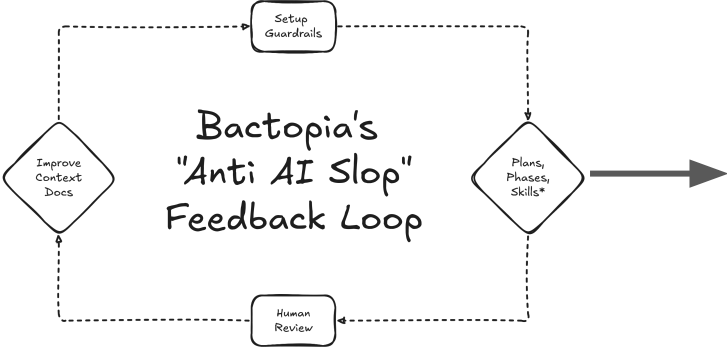 Setup
Guardrails
Bactopia's
"Anti AI Slop"
Feedback Loop
Improve
Context
Docs
Plans,
Phases,
Skills*
Human
Review